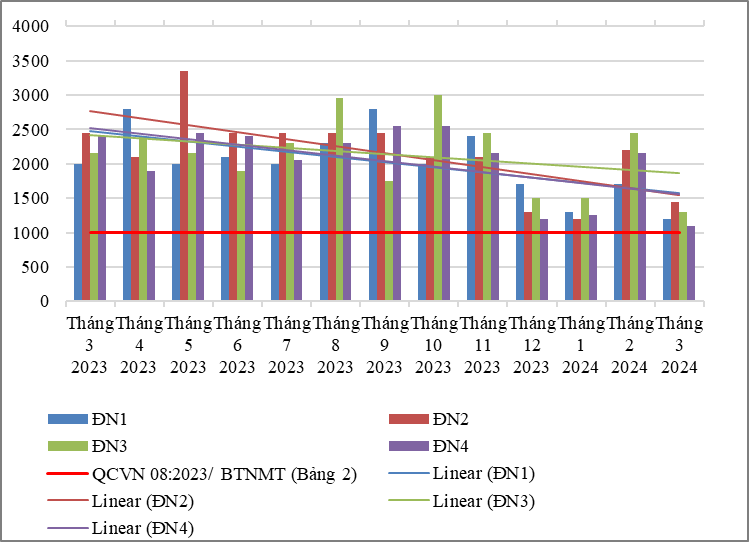 4000
3500
3000
2500
2000
1500
1000
500
0
Tháng Tháng Tháng Tháng Tháng Tháng Tháng Tháng Tháng Tháng Tháng Tháng Tháng
3 4 5 6 7 8 9 10 11 12 1 2 3
2023 2023 2023 2023 2023 2023 2023 2023 2023 2023 2024 2024 2024
ĐN1 ĐN2
ĐN3 ĐN4
QCVN 08:2023/ BTNMT (Bảng 2) Linear (ĐN1)
Linear (ĐN2) Linear (ĐN3)
Linear (ĐN4)